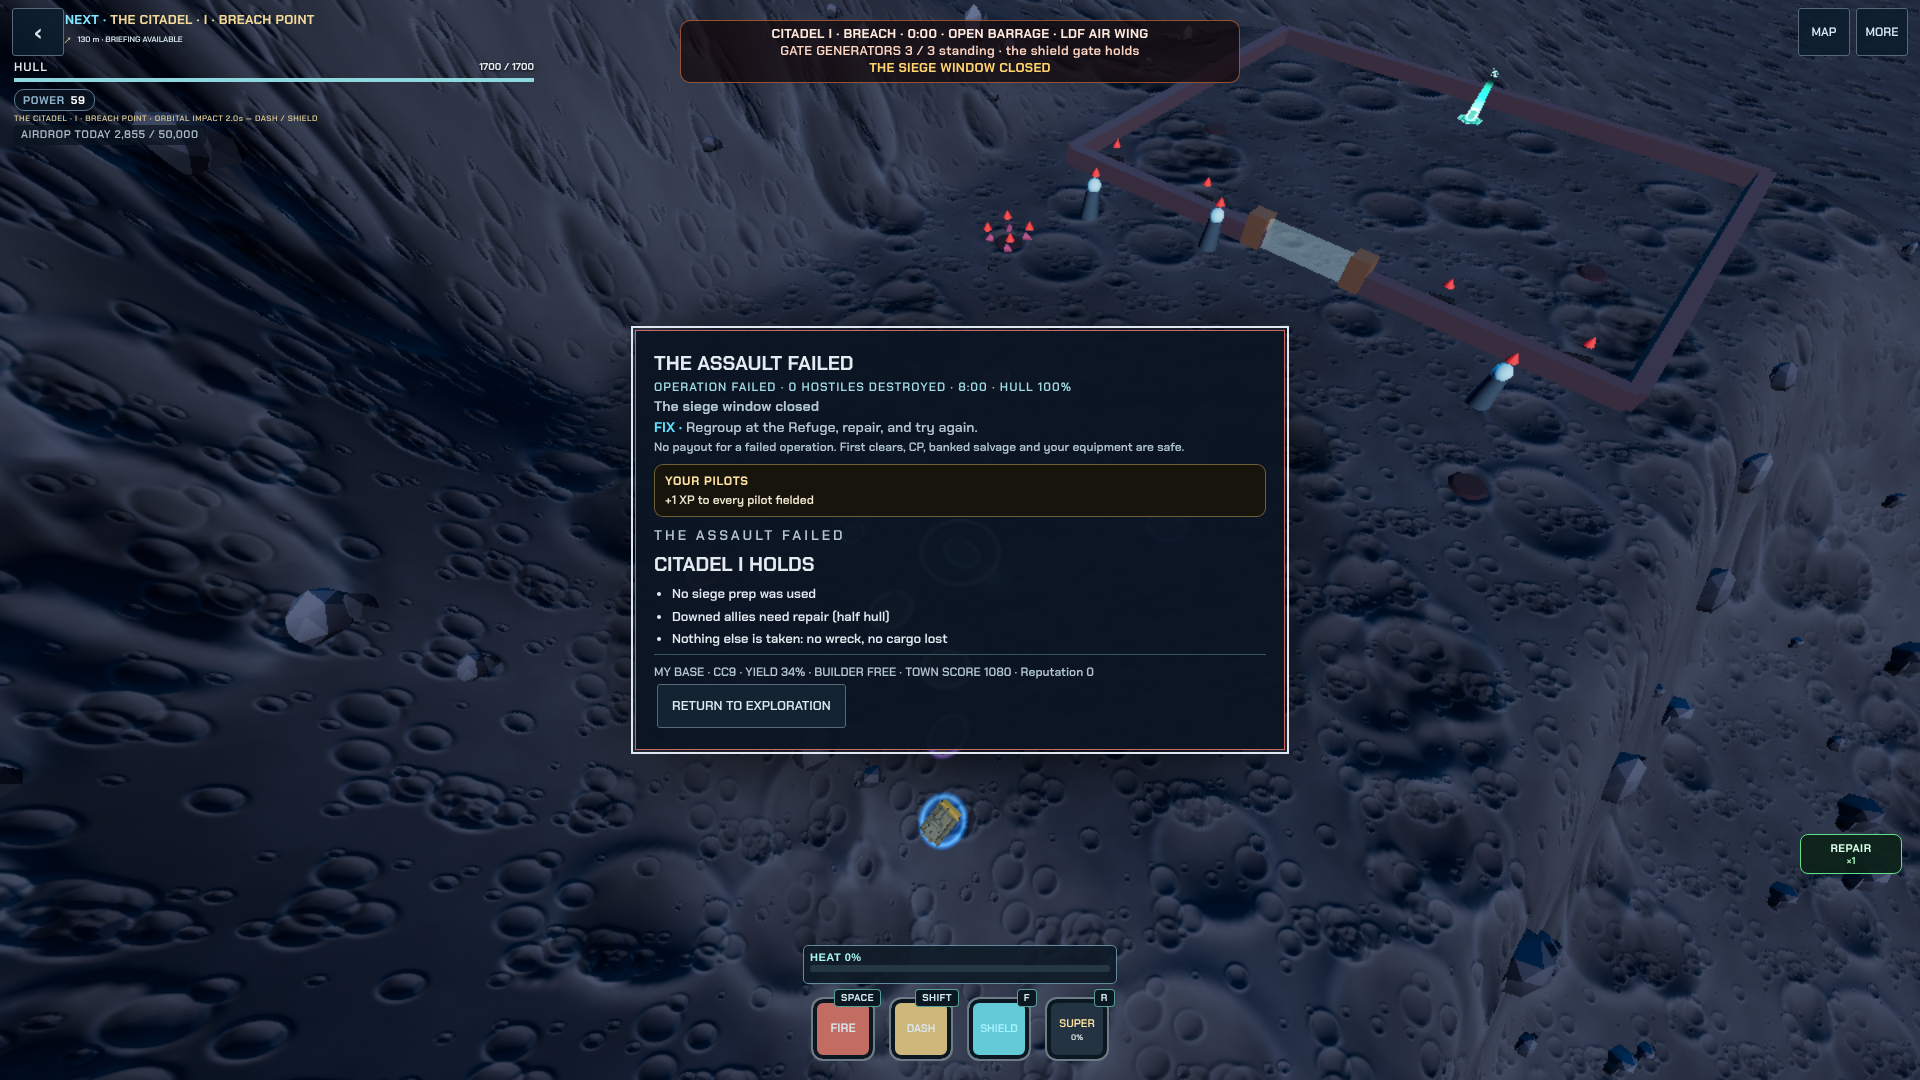 ‹
NEXT · THE CITADEL · I · BREACH POINT
130 m · BRIEFING AVAILABLE
HULL 1700 / 1700
POWER 59
THE CITADEL · I · BREACH POINT · ORBITAL IMPACT 2.0s — DASH / SHIELD
AIRDROP TODAY 2,855 / 50,000
CITADEL I · BREACH · 0:00 · OPEN BARRAGE · LDF AIR WING
GATE GENERATORS 3 / 3 standing · the shield gate holds
THE SIEGE WINDOW CLOSED
MAP
MORE
THE ASSAULT FAILED
OPERATION FAILED · 0 HOSTILES DESTROYED · 8:00 · HULL 100%
The siege window closed
FIX · Regroup at the Refuge, repair, and try again.
No payout for a failed operation. First clears, CP, banked salvage and your equipment are safe.
YOUR PILOTS
+1 XP to every pilot fielded
THE ASSAULT FAILED
CITADEL I HOLDS
• No siege prep was used
• Downed allies need repair (half hull)
• Nothing else is taken: no wreck, no cargo lost
MY BASE · CC9 · YIELD 34% · BUILDER FREE · TOWN SCORE 1080 · Reputation 0
RETURN TO EXPLORATION
REPAIR
×1
HEAT 0%
SPACE
FIRE
SHIFT
DASH
F
SHIELD
R
SUPER
0%